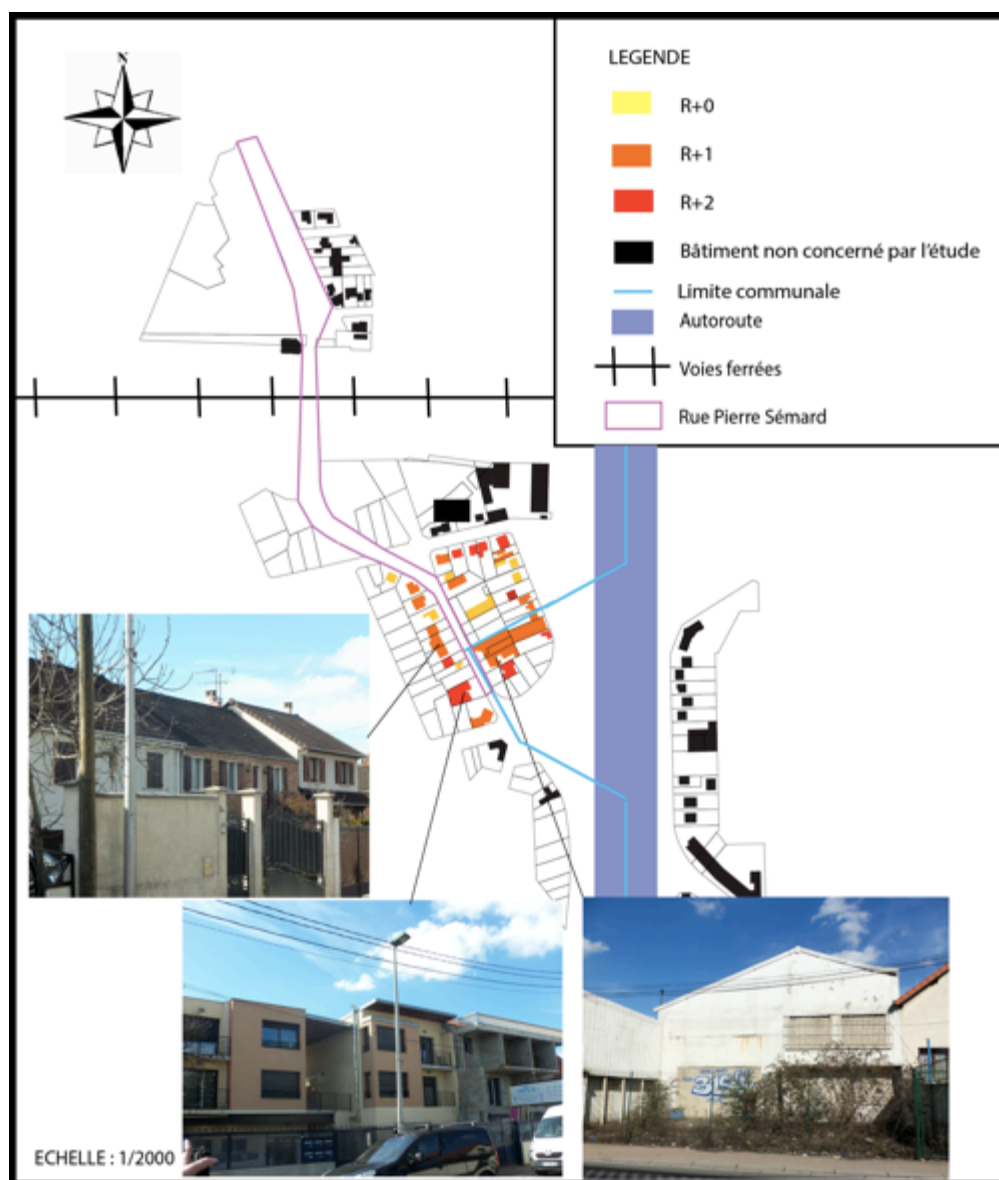 N
LEGENDE
R+0
R+1
R+2
Bâtiment non concerné par l'étude
Limite communale
Autoroute
Voies ferrées
Rue Pierre Sémard
ECHELLE : 1/2000